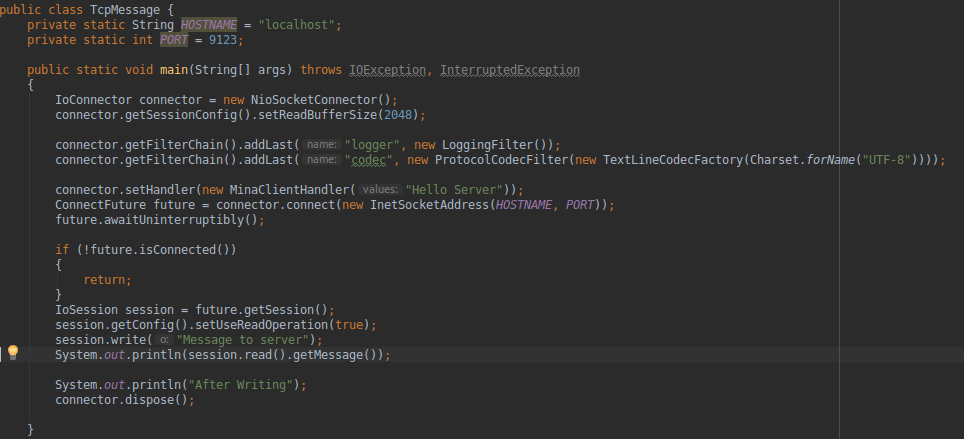 public class TcpMessage {
    private static String HOSTNAME = "localhost";
    private static int PORT = 9123;
    public static void main(String[] args) throws IOException, InterruptedException
    {
        IoConnector connector = new NioSocketConnector();
        connector.getSessionConfig().setReadBufferSize(2048);
        connector.getFilterChain().addLast( name: "logger", new LoggingFilter());
        connector.getFilterChain().addLast( name: "codec", new ProtocolCodecFilter(new TextLineCodecFactory(Charset.forName("UTF-8"))));
        connector.setHandler(new MinaClientHandler( values: "Hello Server"));
        ConnectFuture future = connector.connect(new InetSocketAddress(HOSTNAME, PORT));
        future.awaitUninterruptibly();
        if (!future.isConnected())
        {
            return;
        }
        IoSession session = future.getSession();
        session.getConfig().setUseReadOperation(true);
        session.write( o: "Message to server");
        System.out.println(session.read().getMessage());
        System.out.println("After Writing");
        connector.dispose();
    }